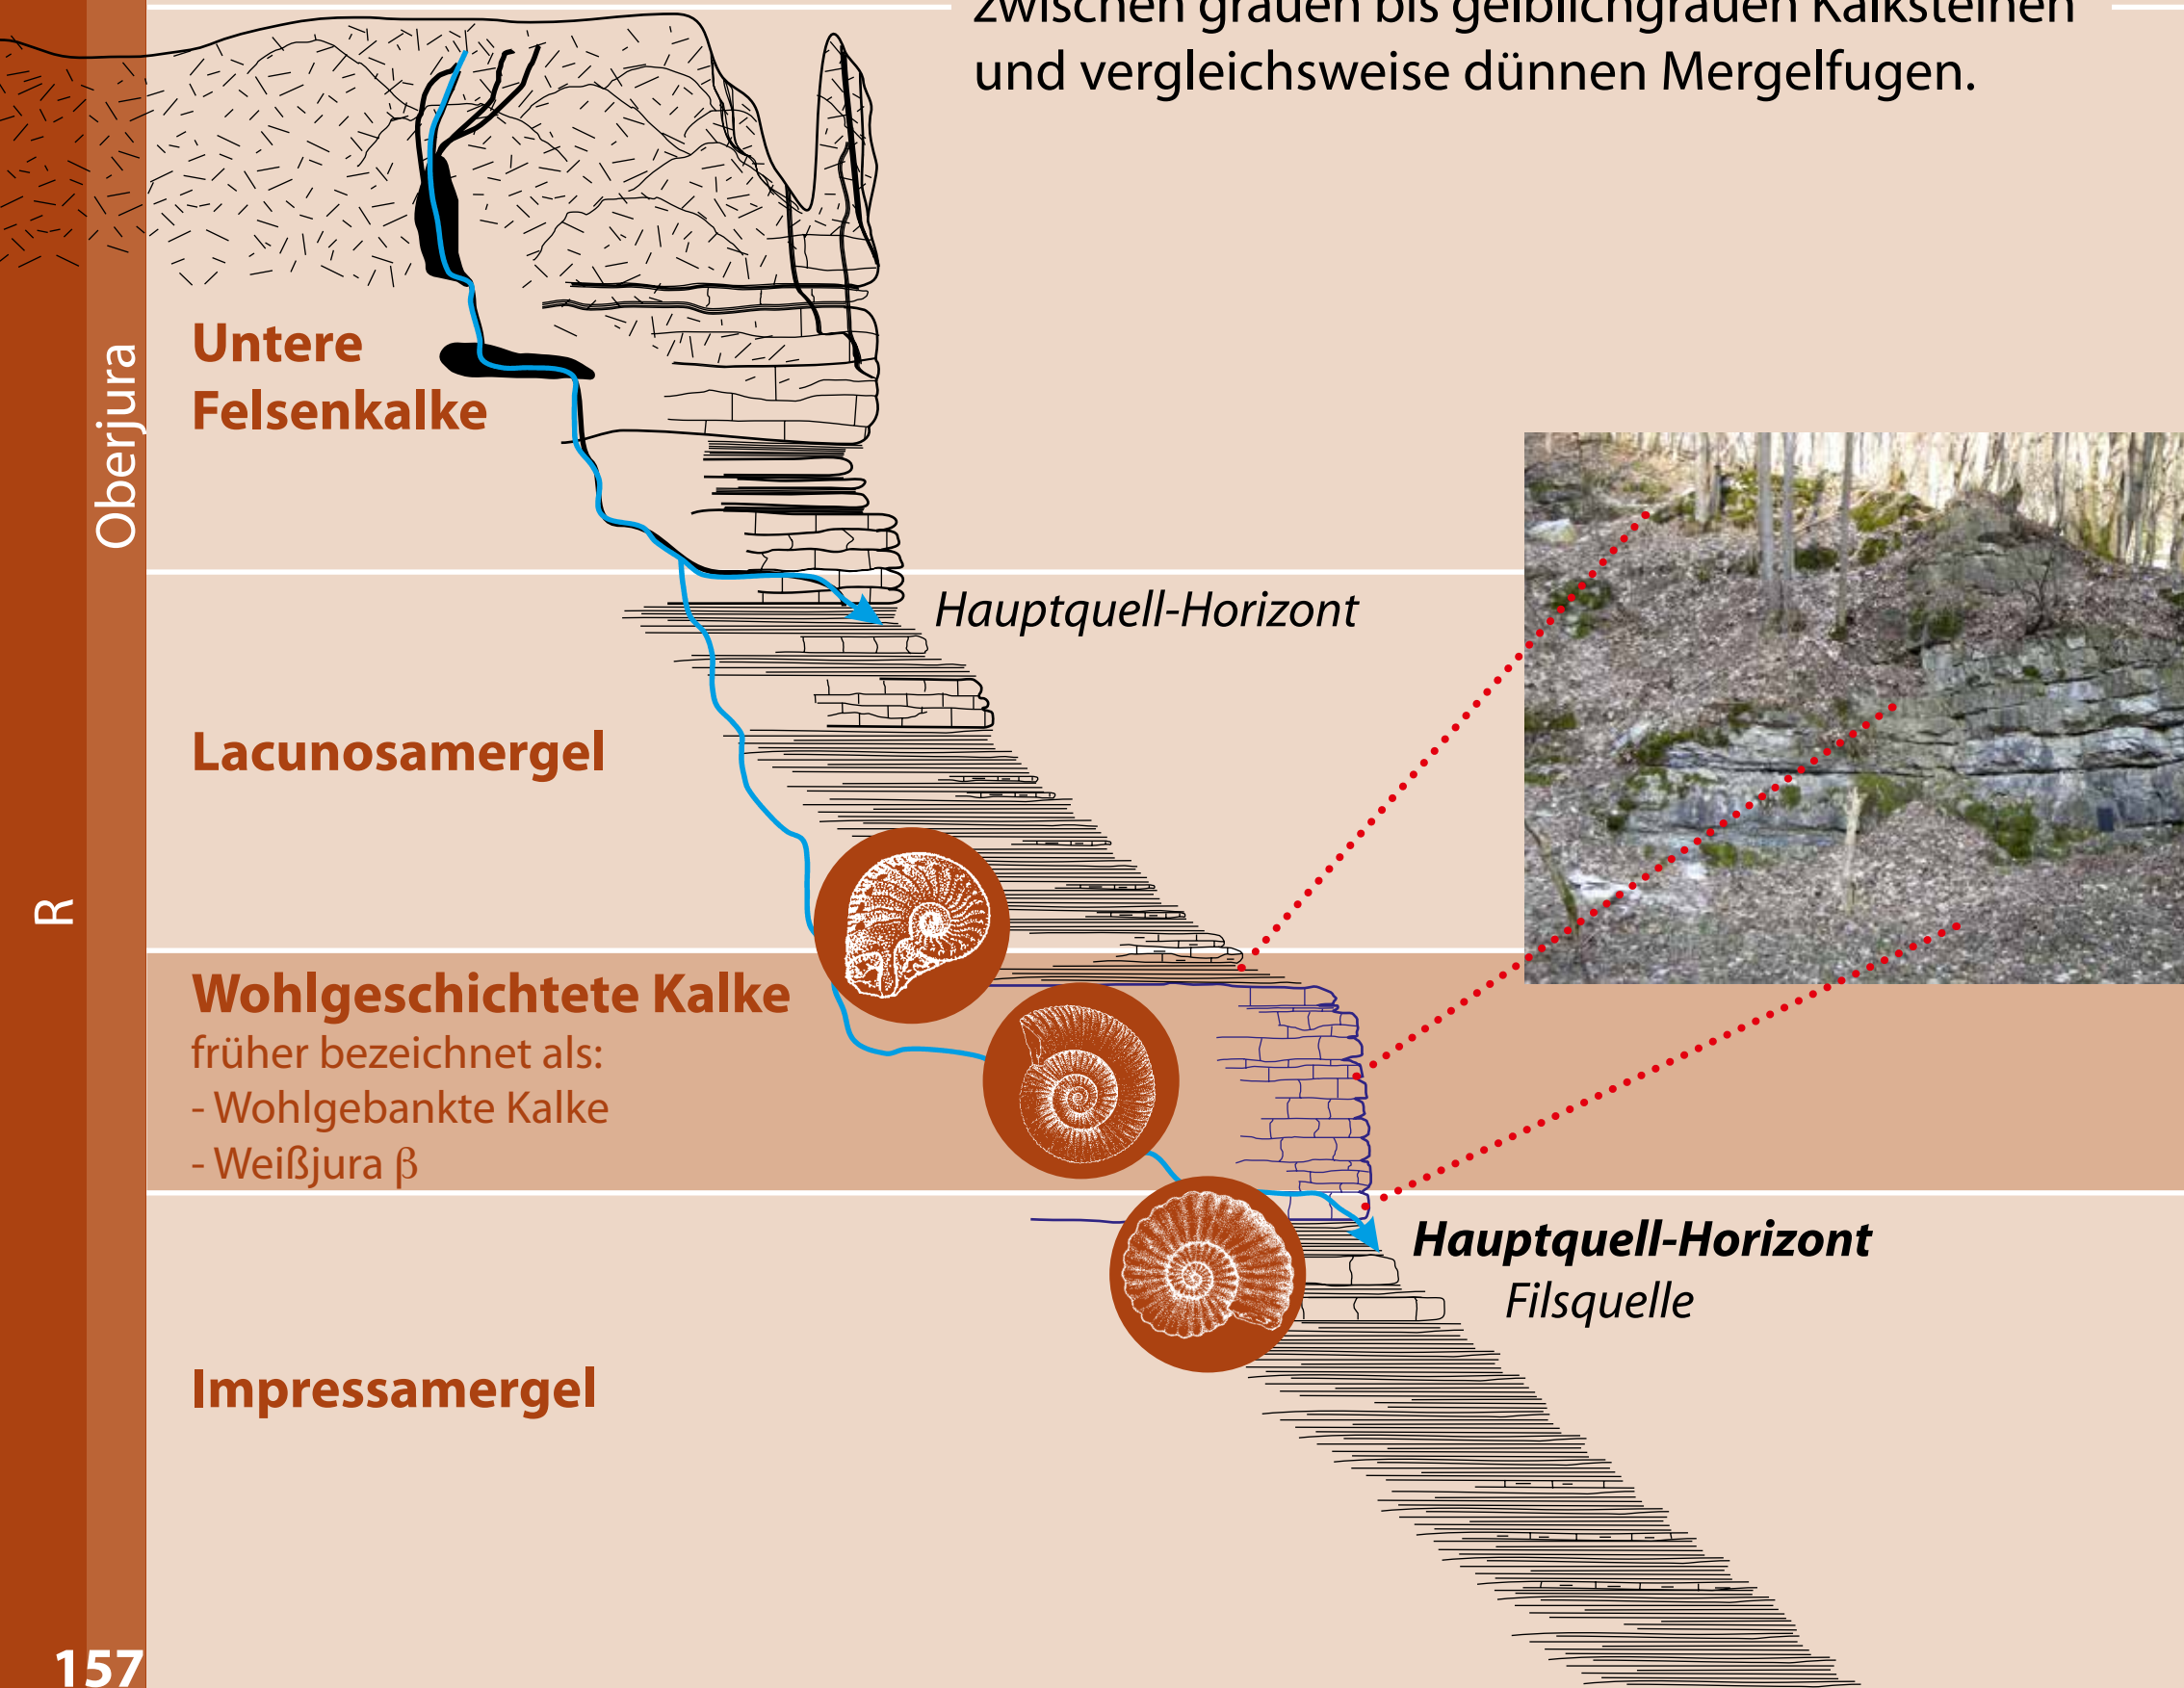 zwischen grauen bis gelblichgrauen Kalksteinen
und vergleichsweise dünnen Mergelfugen.
Oberjura
R
Untere
Felsenkalke
Hauptquell-Horizont
Lacunosamergel
Wohlgeschichtete Kalke
früher bezeichnet als:
- Wohlgebankte Kalke
- Weißjura β
Hauptquell-Horizont
Filsquelle
Impressamergel
157